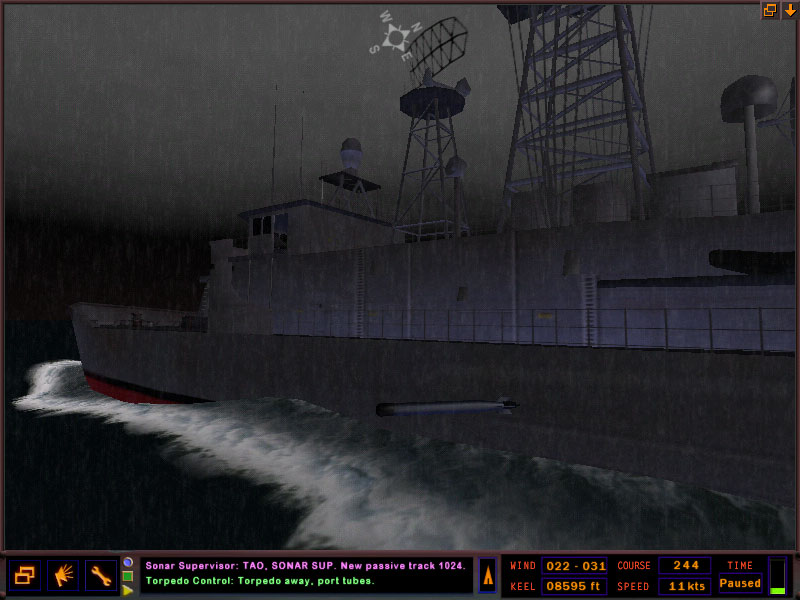 W N
S E
Sonar Supervisor: TAO, SONAR SUP. New passive track 1024.
Torpedo Control: Torpedo away, port tubes.
WIND 022 - 031 COURSE 244 TIME
KEEL 08595 ft SPEED 11 kts Paused